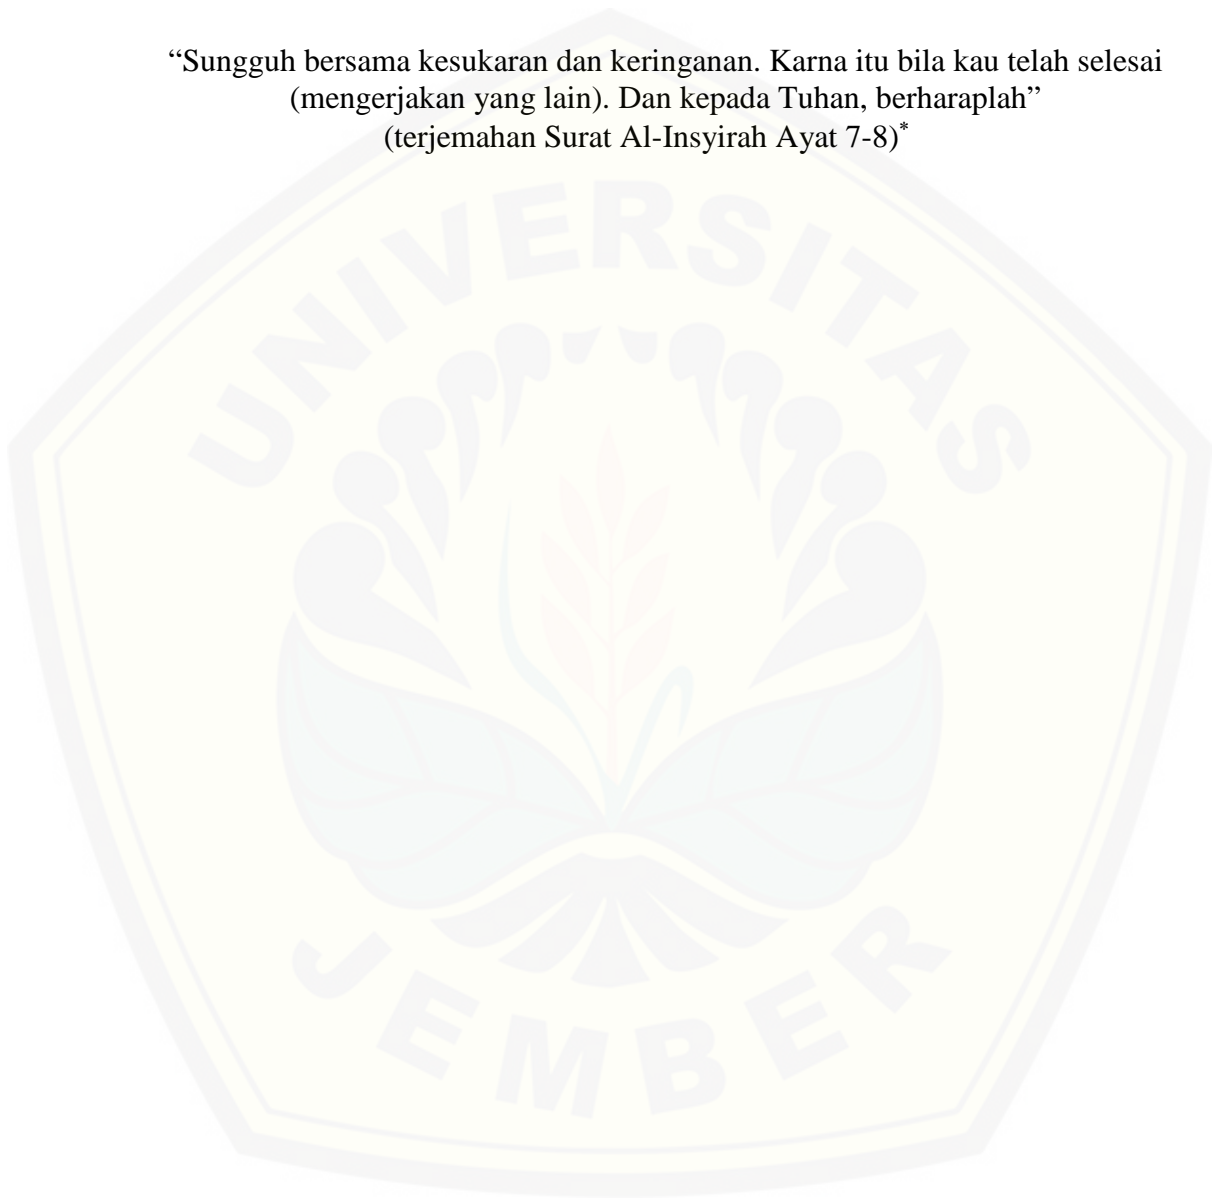 “Sungguh bersama kesukaran dan keringanan. Karna itu bila kau telah selesai
(mengerjakan yang lain). Dan kepada Tuhan, berharaplah”
(terjemahan Surat Al-Insyirah Ayat 7-8)*
UNIVERSITAS
JEMBER